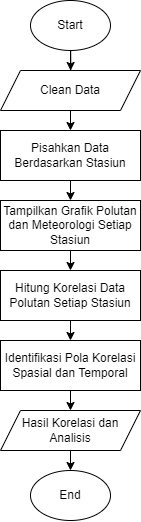 Start
Clean Data
Pisahkan Data
Berdasarkan Stasiun
Tampilkan Grafik Polutan
dan Meteorologi Setiap
Stasiun
Hitung Korelasi Data
Polutan Setiap Stasiun
Identifikasi Pola Korelasi
Spasial dan Temporal
Hasil Korelasi dan
Analisis
End